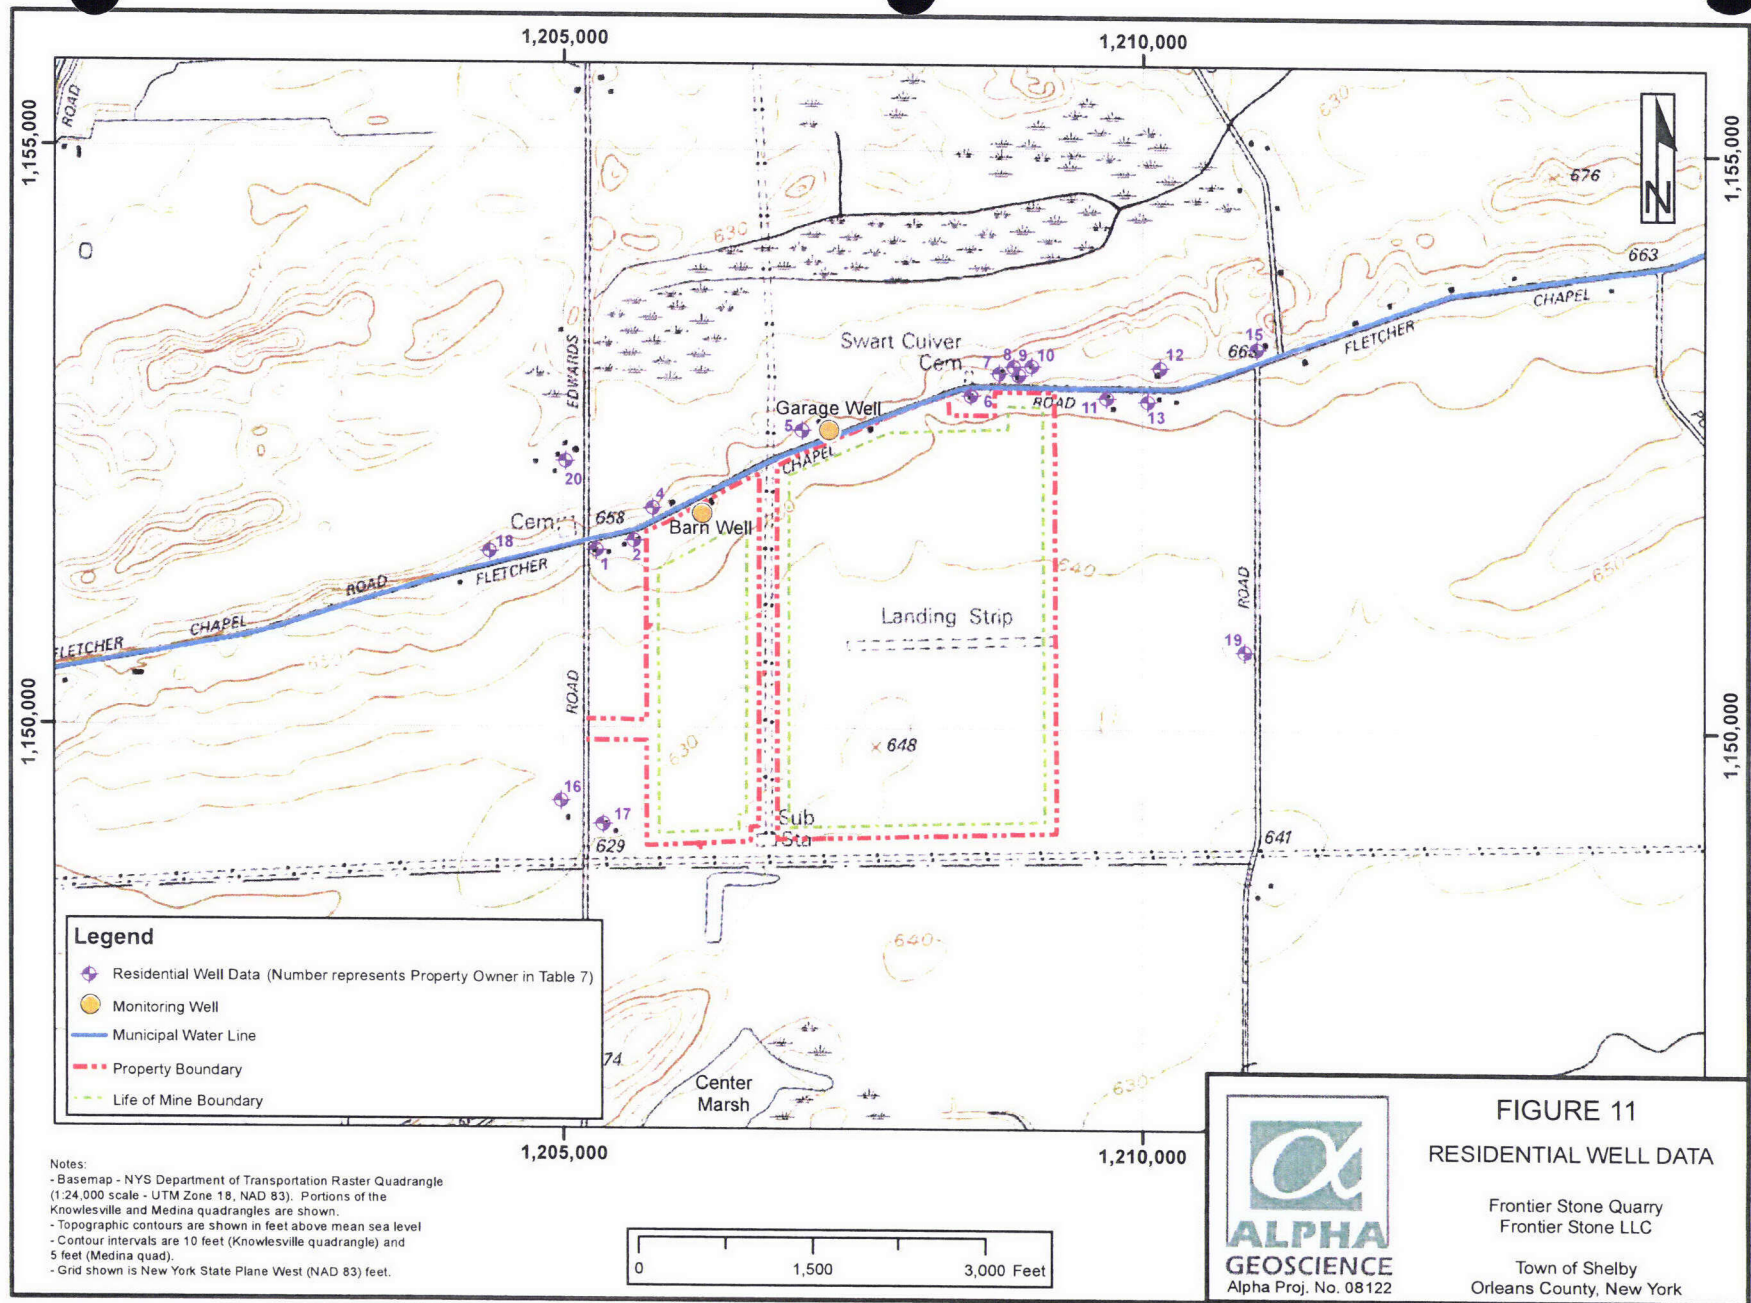 1,205,000
1,210,000
1,155,000
1,155,000
1,150,000
1,150,000
ROAD
630
676
N
630
663
CHAPEL
FLETCHER
EDWARDS
Swart Culver
Cem
7
8
9
10
12
15
665
6
ROAD
11
13
Garage Well
5
CHAPEL
20
4
Cem
658
Barn Well
18
1
2
FLETCHER
ROAD
CHAPEL
FLETCHER
640
650
ROAD
Landing Strip
19
ROAD
630
648
16
17
629
Sub
Sta
641
640
630
74
Center
Marsh
Legend
Residential Well Data (Number represents Property Owner in Table 7)
Monitoring Well
Municipal Water Line
Property Boundary
Life of Mine Boundary
1,205,000
1,210,000
Notes:
- Basemap - NYS Department of Transportation Raster Quadrangle
(1:24,000 scale - UTM Zone 18, NAD 83). Portions of the
Knowlesville and Medina quadrangles are shown.
- Topographic contours are shown in feet above mean sea level
- Contour intervals are 10 feet (Knowlesville quadrangle) and
5 feet (Medina quad).
- Grid shown is New York State Plane West (NAD 83) feet.
0
1,500
3,000 Feet
ALPHA
GEOSCIENCE
Alpha Proj. No. 08122
FIGURE 11
RESIDENTIAL WELL DATA
Frontier Stone Quarry
Frontier Stone LLC
Town of Shelby
Orleans County, New York